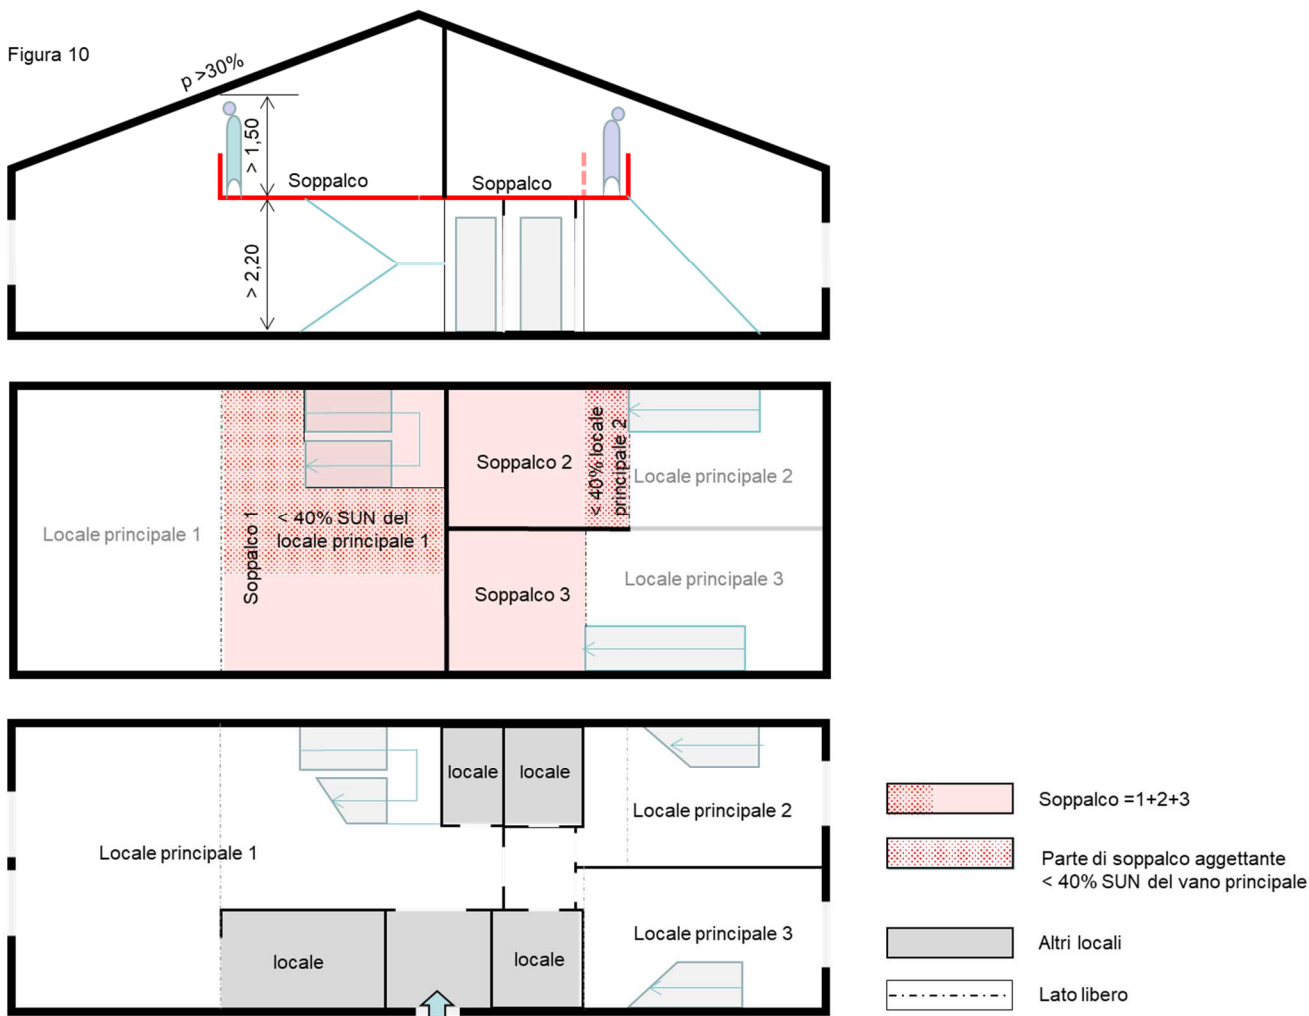 Figura 10
p >30%
> 1,50
Soppalco
Soppalco
> 2,20
Locale principale 1
Soppalco 1
< 40% SUN del
locale principale 1
Soppalco 2
< 40% locale
principale 2
Locale principale 2
Soppalco 3
Locale principale 3
locale
locale
Locale principale 2
Locale principale 1
Locale principale 3
locale
locale
Soppalco =1+2+3
Parte di soppalco aggettante
< 40% SUN del vano principale
Altri locali
Lato libero